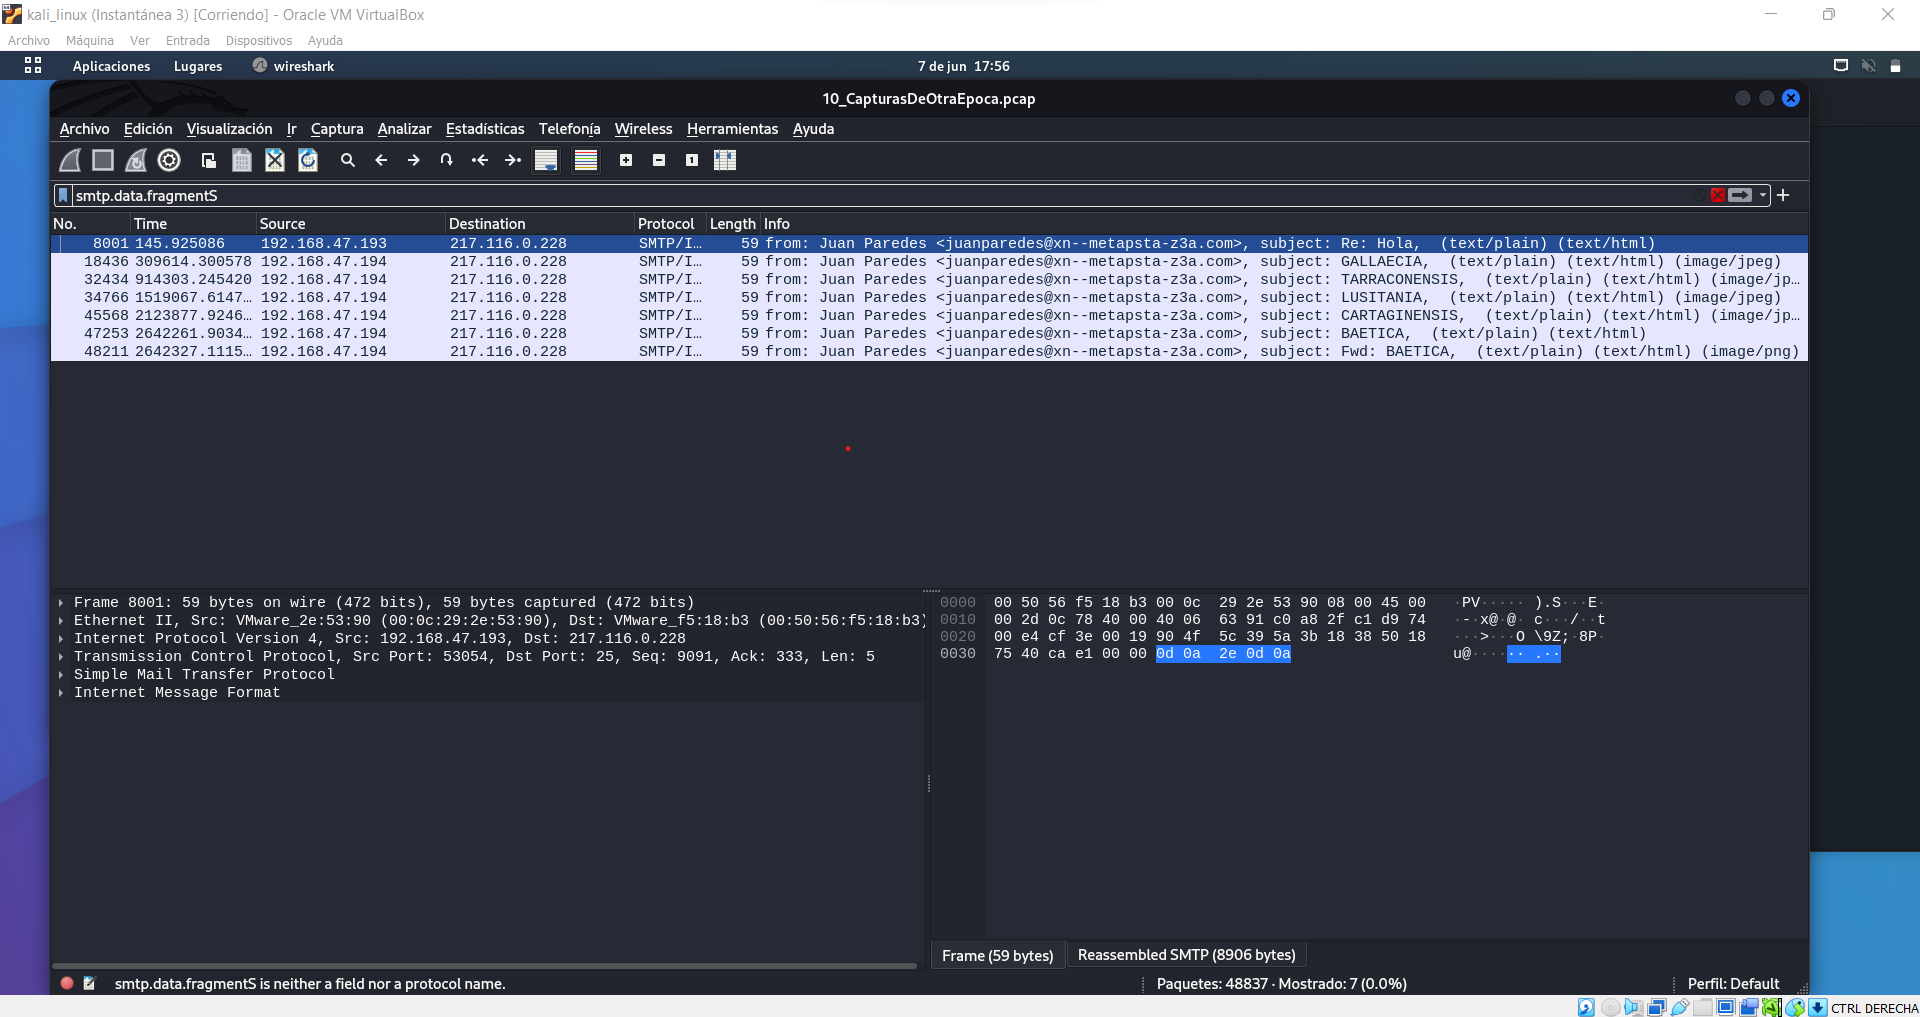 kali_linux (Instantánea 3) [Corriendo] - Oracle VM VirtualBox
Archivo Máquina Ver Entrada Dispositivos Ayuda
Aplicaciones Lugares wireshark 7 de jun 17:56
10_CapturasDeOtraEpoca.pcap
Archivo Edición Visualización Ir Captura Analizar Estadísticas Telefonía Wireless Herramientas Ayuda
smtp.data.fragmentS
No. Time Source Destination Protocol Length Info
8001 145.925086 192.168.47.193 217.116.0.228 SMTP/I… 59 from: Juan Paredes <juanparedes@xn--metapsta-z3a.com>, subject: Re: Hola, (text/plain) (text/html)
18436 309614.300578 192.168.47.194 217.116.0.228 SMTP/I… 59 from: Juan Paredes <juanparedes@xn--metapsta-z3a.com>, subject: GALLAECIA, (text/plain) (text/html) (image/jpeg)
32434 914303.245420 192.168.47.194 217.116.0.228 SMTP/I… 59 from: Juan Paredes <juanparedes@xn--metapsta-z3a.com>, subject: TARRACONENSIS, (text/plain) (text/html) (image/jp…
34766 1519067.6147… 192.168.47.194 217.116.0.228 SMTP/I… 59 from: Juan Paredes <juanparedes@xn--metapsta-z3a.com>, subject: LUSITANIA, (text/plain) (text/html) (image/jpeg)
45568 2123877.9246… 192.168.47.194 217.116.0.228 SMTP/I… 59 from: Juan Paredes <juanparedes@xn--metapsta-z3a.com>, subject: CARTAGINENSIS, (text/plain) (text/html) (image/jp…
47253 2642261.9034… 192.168.47.194 217.116.0.228 SMTP/I… 59 from: Juan Paredes <juanparedes@xn--metapsta-z3a.com>, subject: BAETICA, (text/plain) (text/html)
48211 2642327.1115… 192.168.47.194 217.116.0.228 SMTP/I… 59 from: Juan Paredes <juanparedes@xn--metapsta-z3a.com>, subject: Fwd: BAETICA, (text/plain) (text/html) (image/png)
Frame 8001: 59 bytes on wire (472 bits), 59 bytes captured (472 bits)
Ethernet II, Src: VMware_2e:53:90 (00:0c:29:2e:53:90), Dst: VMware_f5:18:b3 (00:50:56:f5:18:b3)
Internet Protocol Version 4, Src: 192.168.47.193, Dst: 217.116.0.228
Transmission Control Protocol, Src Port: 53054, Dst Port: 25, Seq: 9091, Ack: 333, Len: 5
Simple Mail Transfer Protocol
Internet Message Format
0000 00 50 56 f5 18 b3 00 0c 29 2e 53 90 08 00 45 00 ·PV····· ).S···E·
0010 00 2d 0c 78 40 00 40 06 63 91 c0 a8 2f c1 d9 74 ·-·x@·@· c···/··t
0020 00 e4 cf 3e 00 19 90 4f 5c 39 5a 3b 18 38 50 18 ···>···O \9Z;·8P·
0030 75 40 ca e1 00 00 0d 0a 2e 0d 0a u@······ .··
Frame (59 bytes) Reassembled SMTP (8906 bytes)
smtp.data.fragmentS is neither a field nor a protocol name. Paquetes: 48837 · Mostrado: 7 (0.0%) Perfil: Default
CTRL DERECHA